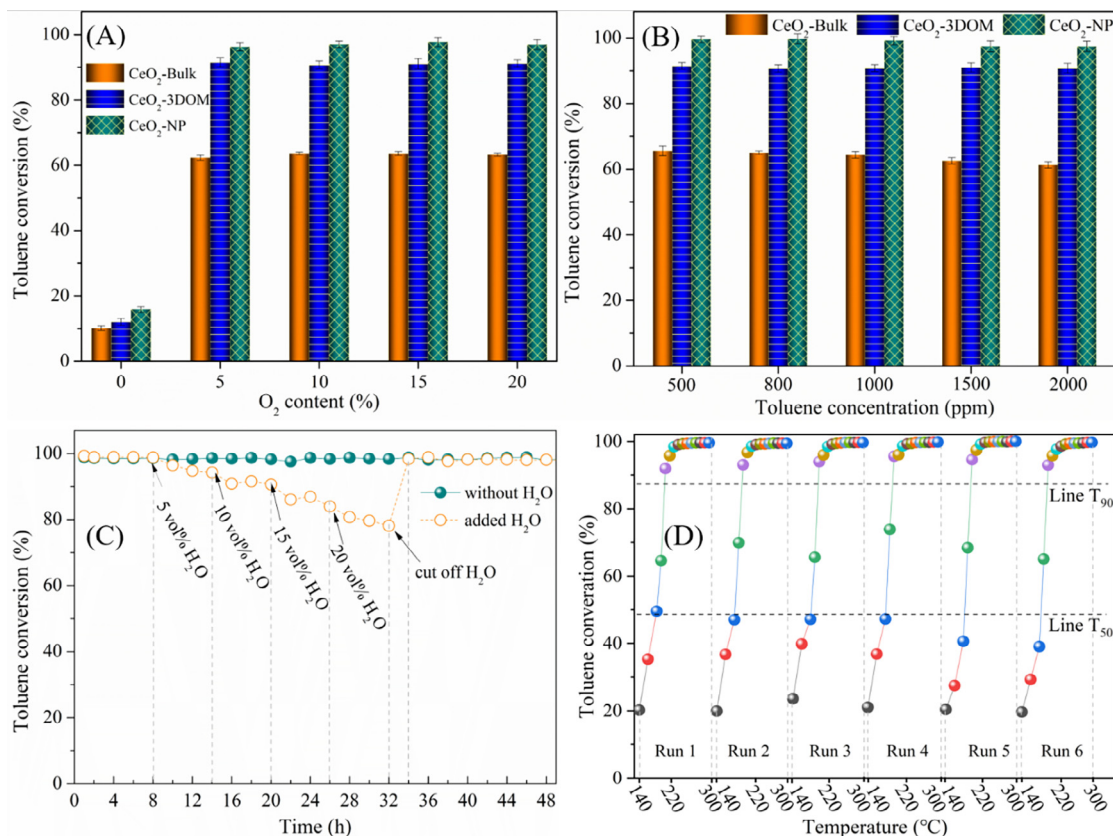 (A)
CeO2-Bulk
CeO2-3DOM
CeO2-NP
Toluene conversion (%)
100
80
60
40
20
0
0 5 10 15 20
O2 content (%)
(B)
CeO2-Bulk CeO2-3DOM CeO2-NP
Toluene conversion (%)
100
80
60
40
20
0
500 800 1000 1500 2000
Toluene concentration (ppm)
(C)
without H2O
added H2O
5 vol% H2O
10 vol% H2O
15 vol% H2O
20 vol% H2O
cut off H2O
Toluene conversion (%)
100
80
60
40
20
0
0 4 8 12 16 20 24 28 32 36 40 44 48
Time (h)
(D)
Line T90
Line T50
Toluene converation (%)
100
80
60
40
20
0
Run 1 Run 2 Run 3 Run 4 Run 5 Run 6
140 220 300 140 220 300 140 220 300 140 220 300 140 220 300 140 220 300
Temperature (℃)